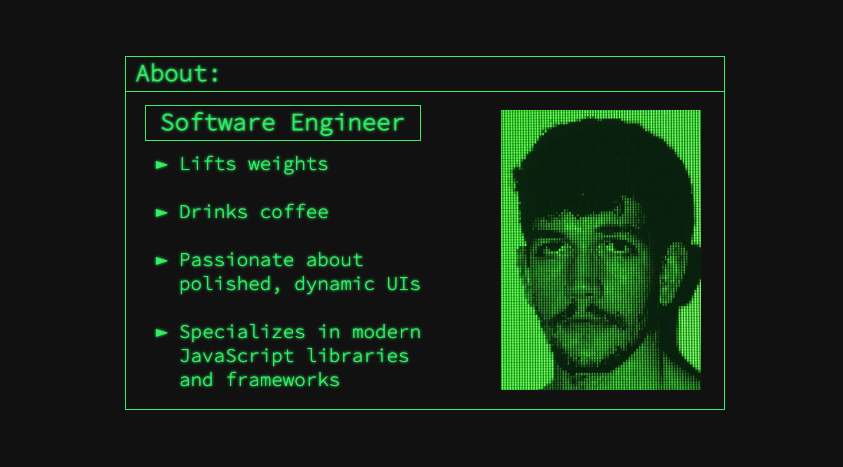 About:
Software Engineer
► Lifts weights
► Drinks coffee
► Passionate about
polished, dynamic UIs
► Specializes in modern
JavaScript libraries
and frameworks